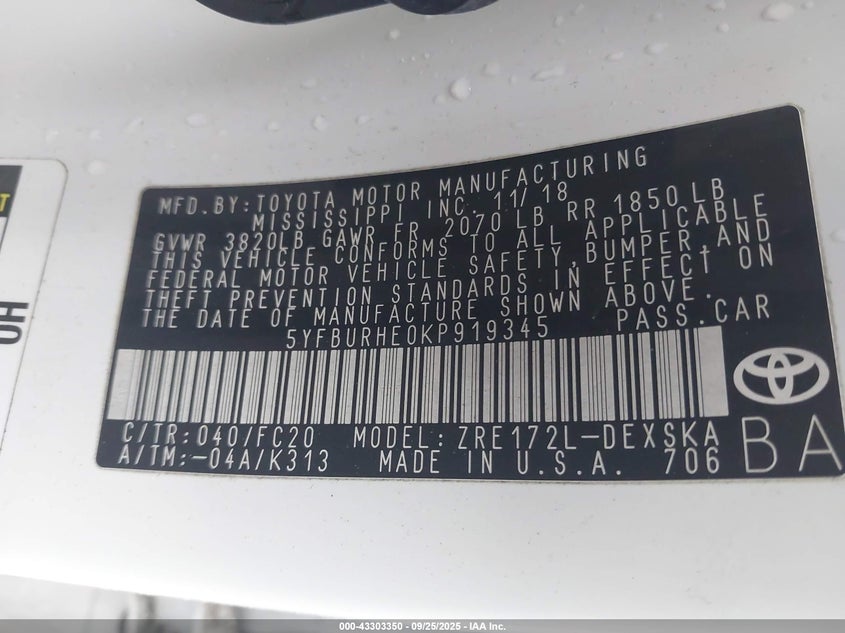 MFD.BY:TOYOTA MOTOR MANUFACTURING
MISSISSIPPI INC. 11/18
GVWR 3820LB GAWR FR 2070 LB RR 1850LB
THIS VEHICLE CONFORMS TO ALL APPLICABLE
FEDERAL MOTOR VEHICLE SAFETY,BUMPER,AND
THEFT PREVENTION STANDARDS IN EFFECT ON
THE DATE OF MANUFACTURE SHOWN ABOVE.
5YFBURHE0KP919345 PASS.CAR
C/TR:040/FC20 MODEL:ZRE172L-DEXSKA
A/TM:-04A/K313 MADE IN U.S.A. 706
BA
T
HO
000-43303350 - 09/25/2025 - IAA Inc.